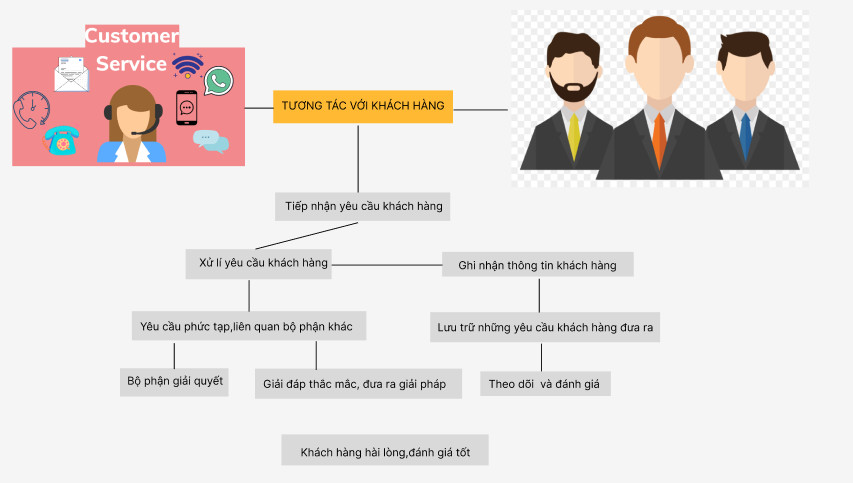 Customer
Service
TƯƠNG TÁC VỚI KHÁCH HÀNG
Tiếp nhận yêu cầu khách hàng
Xử lí yêu cầu khách hàng
Ghi nhận thông tin khách hàng
Yêu cầu phức tạp,liên quan bộ phận khác
Lưu trữ những yêu cầu khách hàng đưa ra
Bộ phận giải quyết
Giải đáp thắc mắc, đưa ra giải pháp
Theo dõi và đánh giá
Khách hàng hài lòng,đánh giá tốt